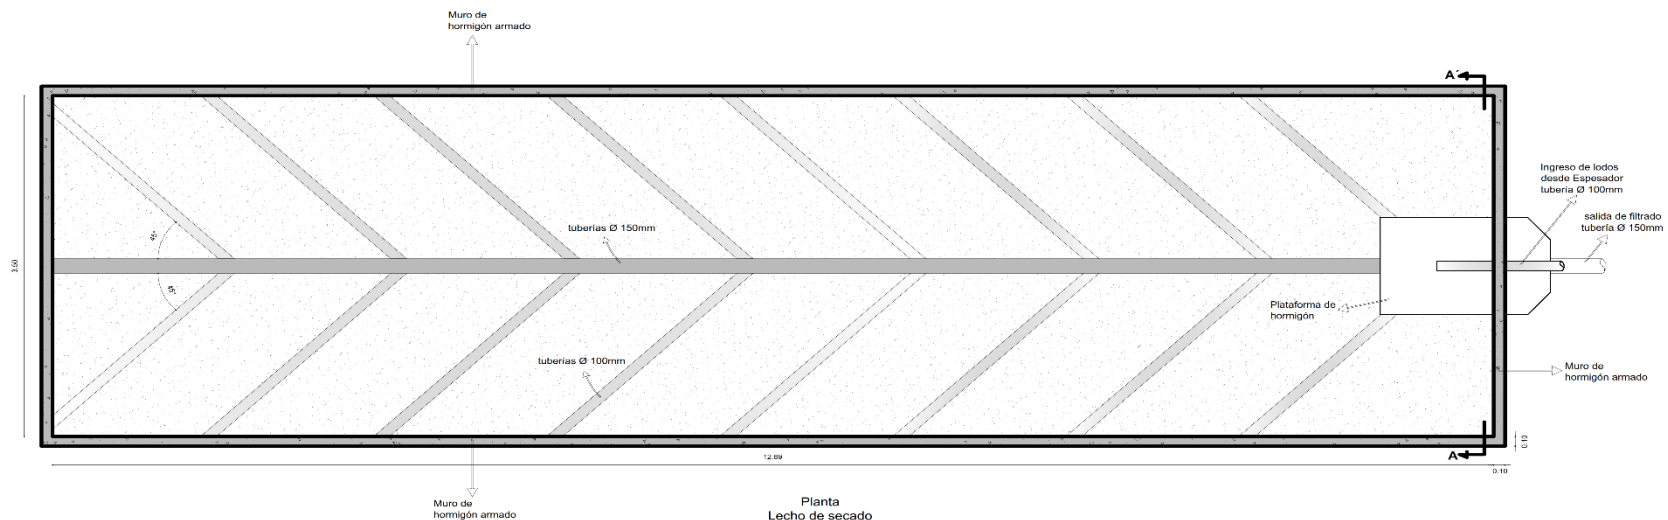 Muro de
hormigón armado
A´
Ingreso de lodos
desde Espesador
tubería Ø 100mm
salida de filtrado
tubería Ø 150mm
45°
tuberías Ø 150mm
3.50
45°
Plataforma de
hormigón
tuberías Ø 100mm
Muro de
hormigón armado
0.10
A
12.69
0.10
Muro de
hormigón armado
Planta
Lecho de secado